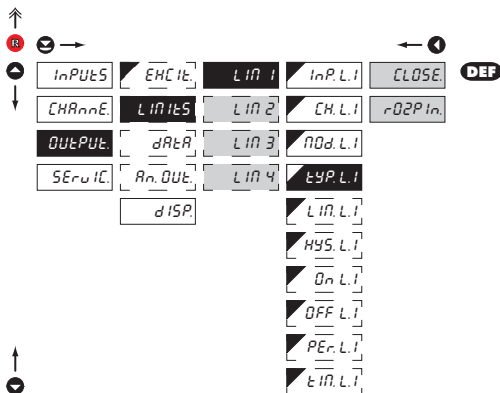 R
InPUtS EXCIt. LIM 1 InP. L.1 CLOSE. DEF
CHAnnE. LIMItS LIM 2 CH. L.1 rOZPIn.
OUtPUt. dAtA LIM 3 MOd. L.1
SErvIC. An. OUt. LIM 4 tYP. L.1
dISP. LIM. L.1
HYS. L.1
On L.1
OFF L.1
PEr. L.1
tIM. L.1